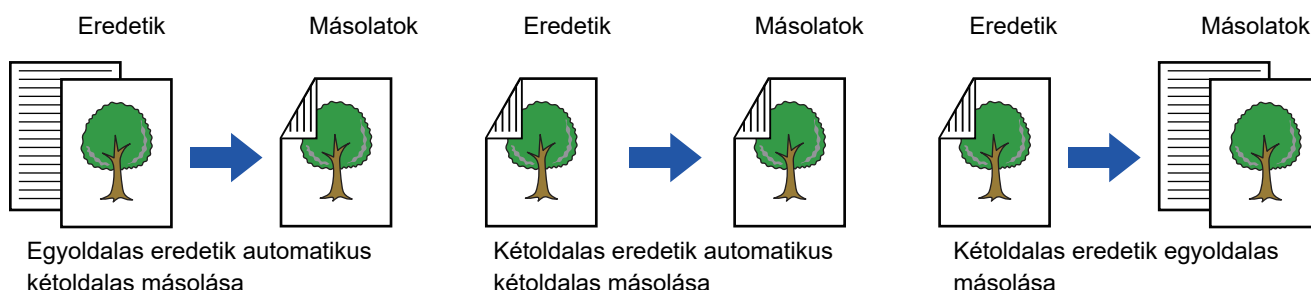 Eredetik Másolatok Eredetik Másolatok Eredetik Másolatok
Egyoldalas eredetik automatikus
kétoldalas másolása
Kétoldalas eredetik automatikus
kétoldalas másolása
Kétoldalas eredetik egyoldalas
másolása